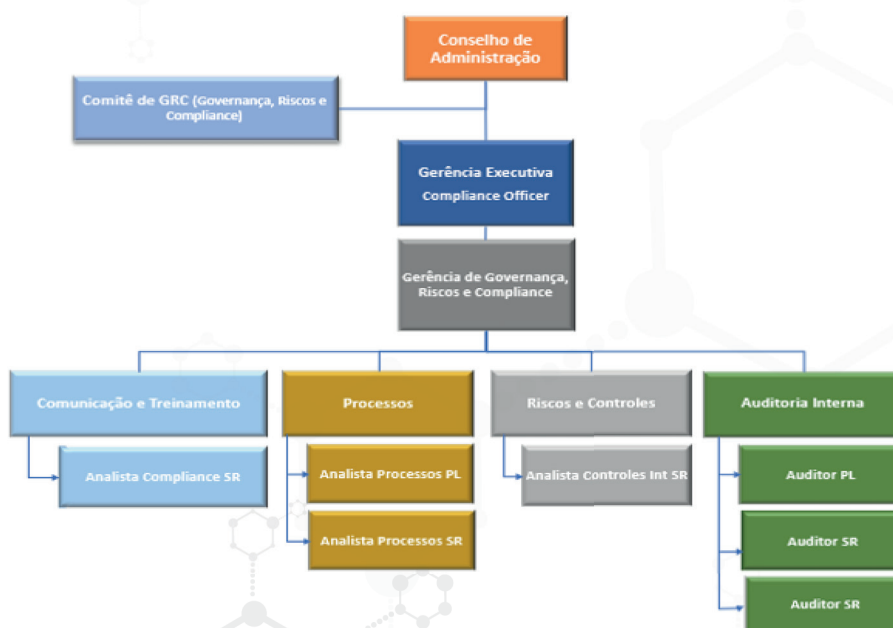 Conselho de
Administração
Comitê de GRC (Governança, Riscos e
Compliance)
Gerência Executiva
Compliance Officer
Gerência de Governança,
Riscos e Compliance
Comunicação e Treinamento
Processos
Riscos e Controles
Auditoria Interna
Analista Compliance SR
Analista Processos PL
Analista Controles Int SR
Auditor PL
Analista Processos SR
Auditor SR
Auditor SR